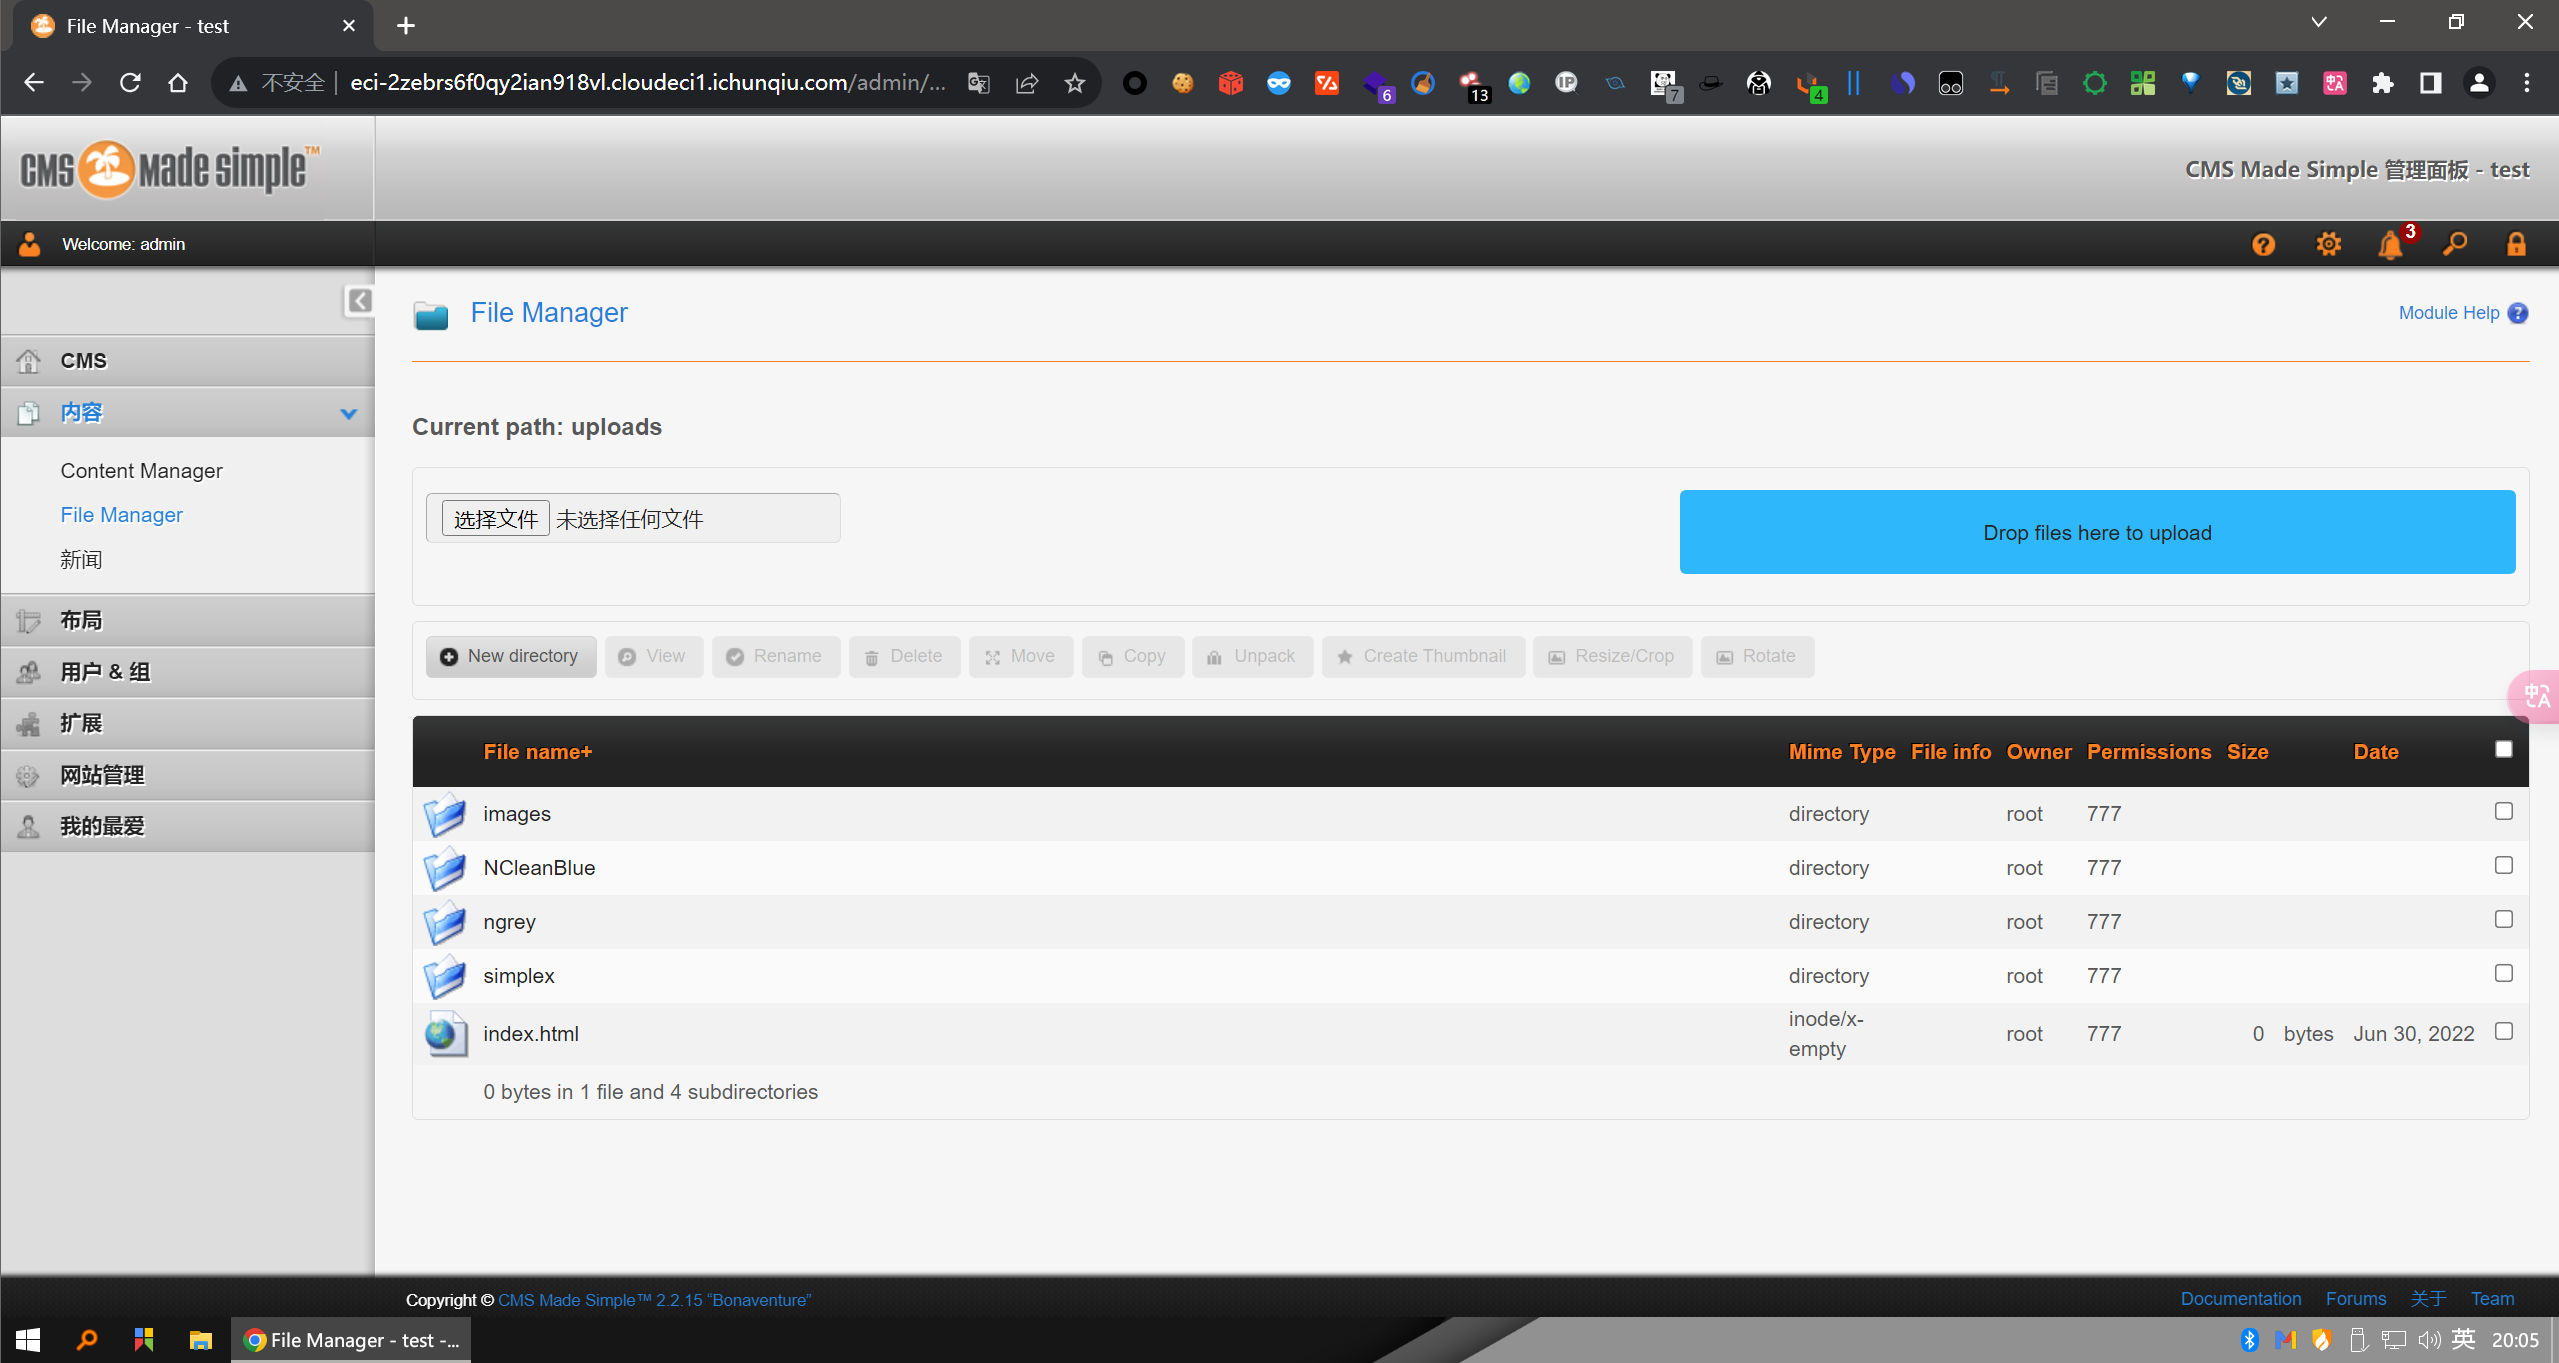 File Manager - test
不安全 eci-2zebrs6f0qy2ian918vl.cloudeci1.ichunqiu.com/admin/...
6 13 7 4
CMS Made Simple™
CMS Made Simple 管理面板 - test
Welcome: admin
3
File Manager
Module Help
CMS
内容
Content Manager
File Manager
新闻
布局
用户 & 组
扩展
网站管理
我的最爱
Current path: uploads
选择文件 未选择任何文件
Drop files here to upload
New directory View Rename Delete Move Copy Unpack Create Thumbnail Resize/Crop Rotate
中A
File name+ Mime Type File info Owner Permissions Size Date
images directory root 777
NCleanBlue directory root 777
ngrey directory root 777
simplex directory root 777
index.html inode/x-empty root 777 0 bytes Jun 30, 2022
0 bytes in 1 file and 4 subdirectories
Copyright © CMS Made Simple™ 2.2.15 “Bonaventure”
Documentation Forums 关于 Team
File Manager - test -...
英 20:05